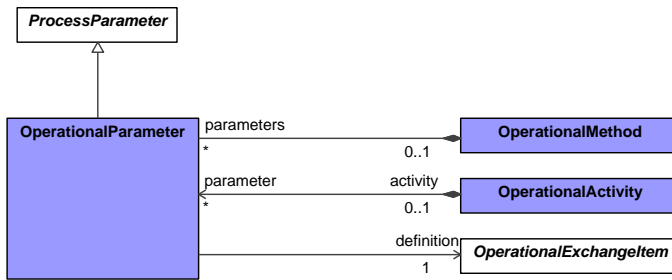 ProcessParameter
OperationalParameter
parameters
*
0..1
OperationalMethod
parameter
activity
*
0..1
OperationalActivity
definition
1
OperationalExchangeItem